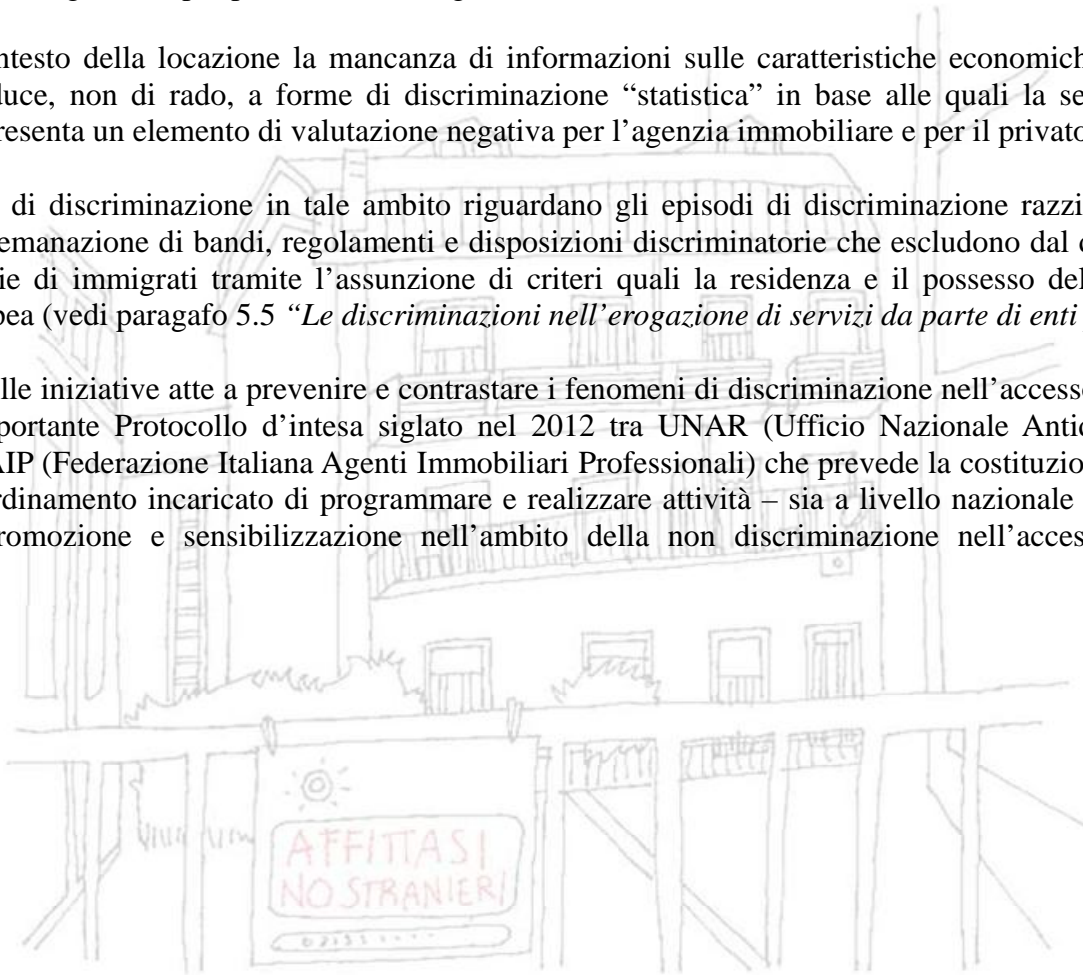 ntesto della locazione la mancanza di informazioni sulle caratteristiche economich
duce, non di rado, a forme di discriminazione “statistica” in base alle quali la se
presenta un elemento di valutazione negativa per l’agenzia immobiliare e per il privato
di discriminazione in tale ambito riguardano gli episodi di discriminazione razzi
emanazione di bandi, regolamenti e disposizioni discriminatorie che escludono dal
ie di immigrati tramite l’assunzione di criteri quali la residenza e il possesso del
pea (vedi paragafo 5.5 “Le discriminazioni nell’erogazione di servizi da parte di enti
lle iniziative atte a prevenire e contrastare i fenomeni di discriminazione nell’accesso
portante Protocollo d’intesa siglato nel 2012 tra UNAR (Ufficio Nazionale Antid
AIP (Federazione Italiana Agenti Immobiliari Professionali) che prevede la costituzio
rdinamento incaricato di programmare e realizzare attività – sia a livello nazionale
romozione e sensibilizzazione nell’ambito della non discriminazione nell’acces
AFFITTASI
NO STRANIERI